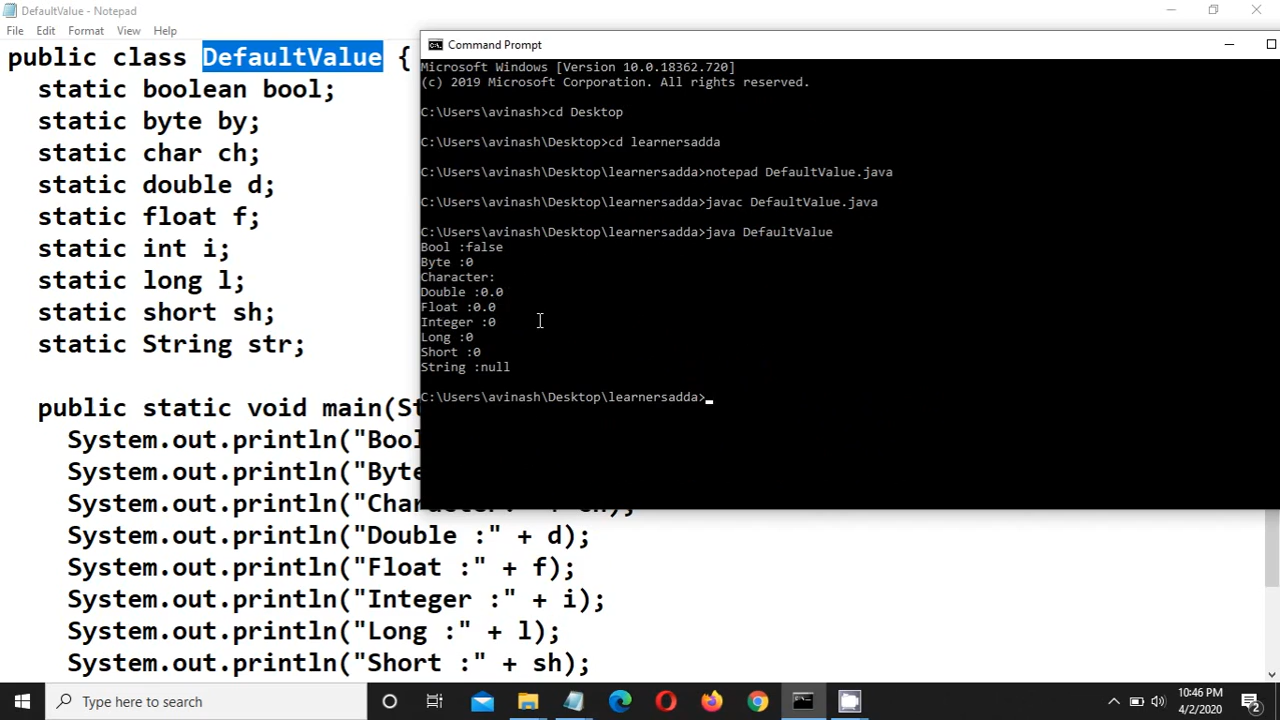 DefaultValue - Notepad
File Edit Format View Help
public class DefaultValue {
static boolean bool;
static byte by;
static char ch;
static double d;
static float f;
static int i;
static long l;
static short sh;
static String str;
public static void main(St
System.out.println("Bool
System.out.println("Byte
System.out.println("Character:" + ch);
System.out.println("Double :" + d);
System.out.println("Float :" + f);
System.out.println("Integer :" + i);
System.out.println("Long :" + l);
System.out.println("Short :" + sh);
Command Prompt
Microsoft Windows [Version 10.0.18362.720]
(c) 2019 Microsoft Corporation. All rights reserved.
C:\Users\avinash>cd Desktop
C:\Users\avinash\Desktop>cd learnersadda
C:\Users\avinash\Desktop\learnersadda>notepad DefaultValue.java
C:\Users\avinash\Desktop\learnersadda>javac DefaultValue.java
C:\Users\avinash\Desktop\learnersadda>java DefaultValue
Bool :false
Byte :0
Character:
Double :0.0
Float :0.0
Integer :0
Long :0
Short :0
String :null
C:\Users\avinash\Desktop\learnersadda>
Type here to search
10:46 PM
4/2/2020
2